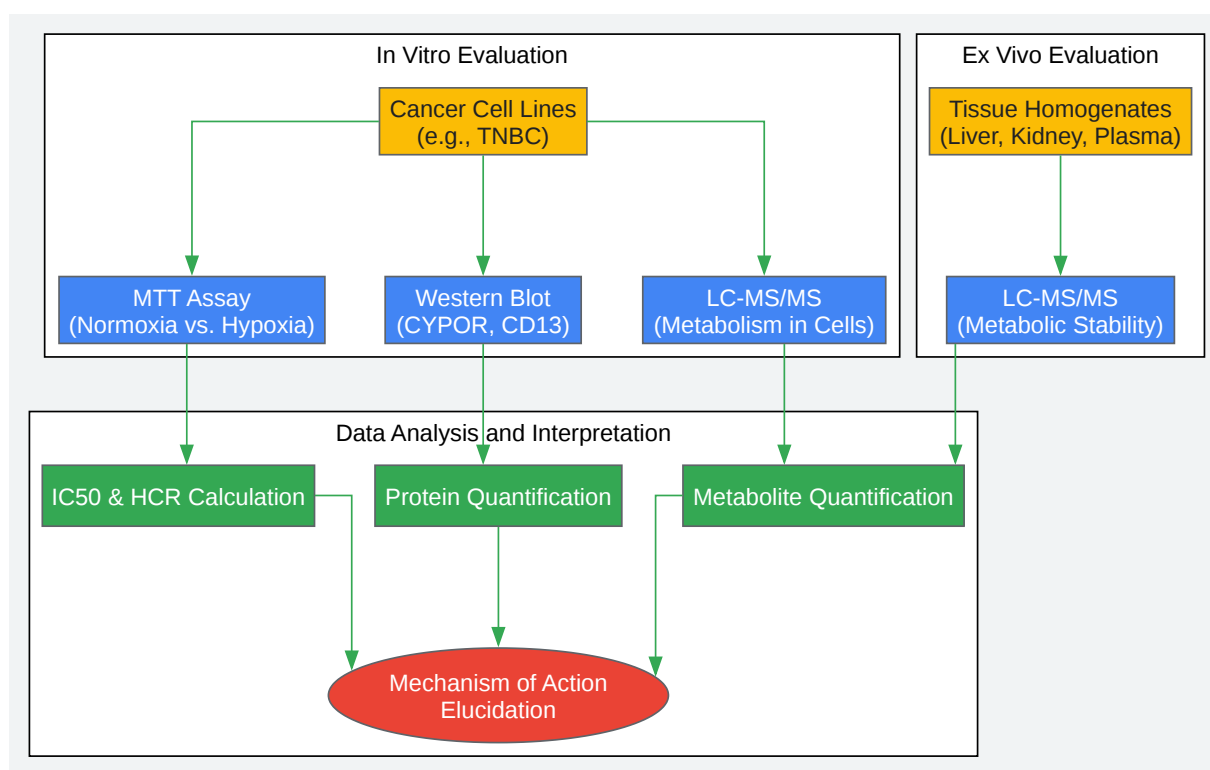 In Vitro Evaluation
Cancer Cell Lines
(e.g., TNBC)
MTT Assay
(Normoxia vs. Hypoxia)
Western Blot
(CYPOR, CD13)
LC-MS/MS
(Metabolism in Cells)
Ex Vivo Evaluation
Tissue Homogenates
(Liver, Kidney, Plasma)
LC-MS/MS
(Metabolic Stability)
Data Analysis and Interpretation
IC50 & HCR Calculation
Protein Quantification
Metabolite Quantification
Mechanism of Action
Elucidation